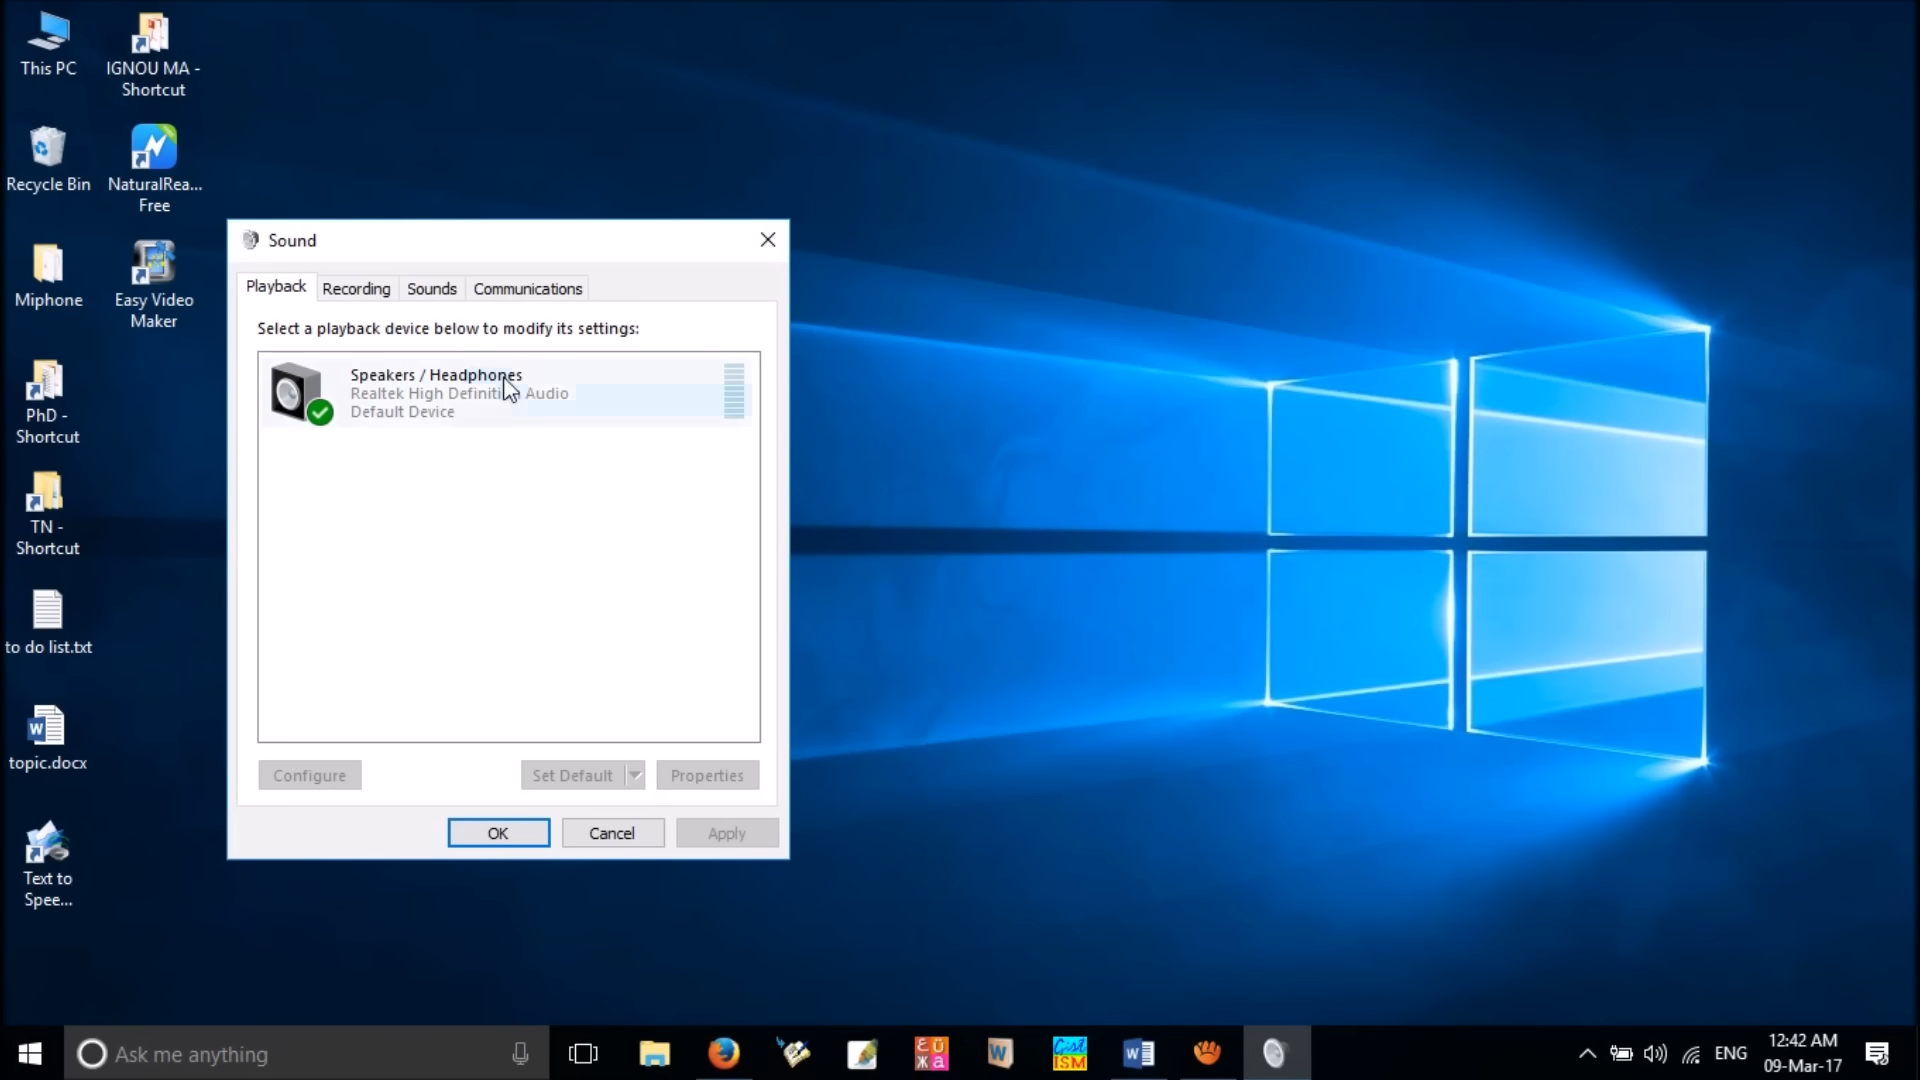 This PC
IGNOU MA -
Shortcut
Recycle Bin
NaturalRea...
Free
Miphone
Easy Video
Maker
PhD -
Shortcut
TN -
Shortcut
to do list.txt
topic.docx
Text to
Spee...
Sound
Playback
Recording
Sounds
Communications
Select a playback device below to modify its settings:
Speakers / Headphones
Realtek High Definition Audio
Default Device
Configure
Set Default
Properties
OK
Cancel
Apply
Ask me anything
ENG
12:42 AM
09-Mar-17